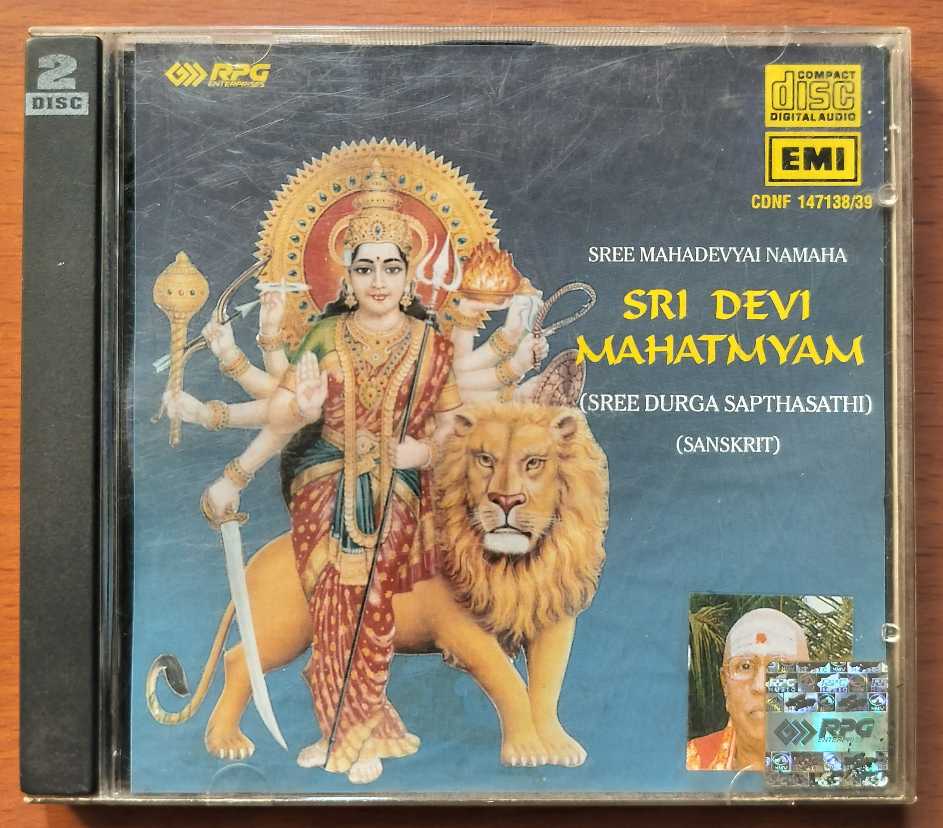 2
DISC
RPG
ENTERPRISES
COMPACT
disc
DIGITAL AUDIO
EMI
CDNF 147138/39
SREE MAHADEVYAI NAMAHA
SRI DEVI
MAHATMYAM
(SREE DURGA SAPTHASATHI)
(SANSKRIT)
RPG
ENTERPRISES